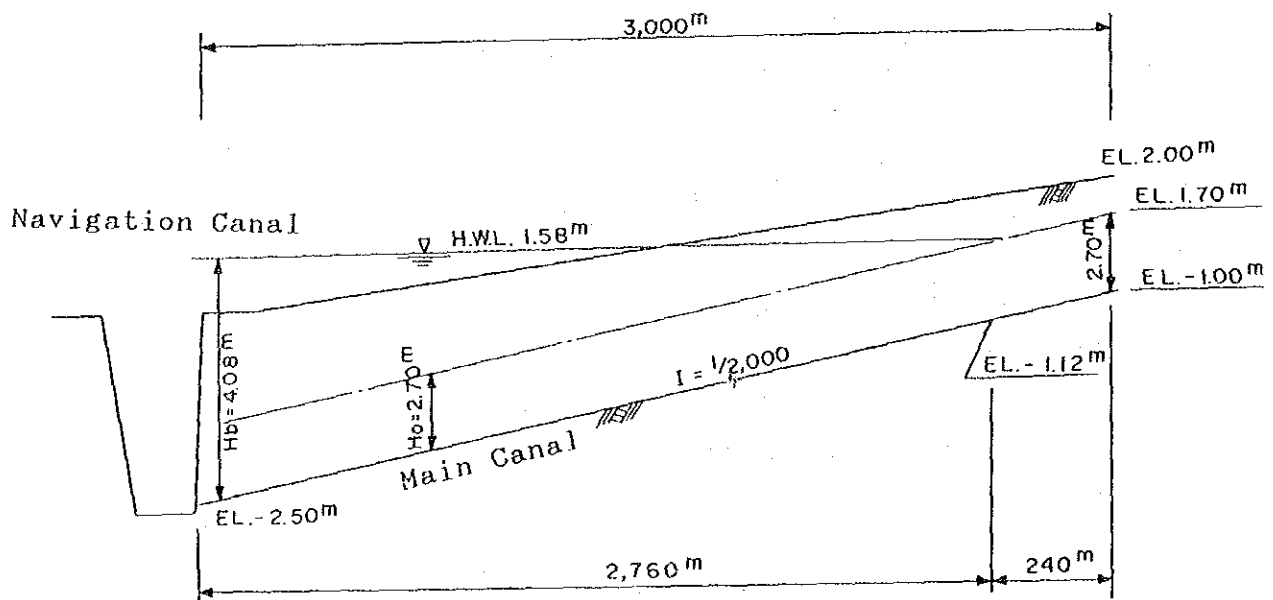 3,000m
EL. 2.00m
EL. 1.70m
Navigation Canal
H.W.L. 1.58m
2.70m
EL.-1.00m
Hb=4.08m
Ho=2.70m
I = 1/2,000
EL.-1.12m
Main Canal
EL.-2.50m
2,760m
240m